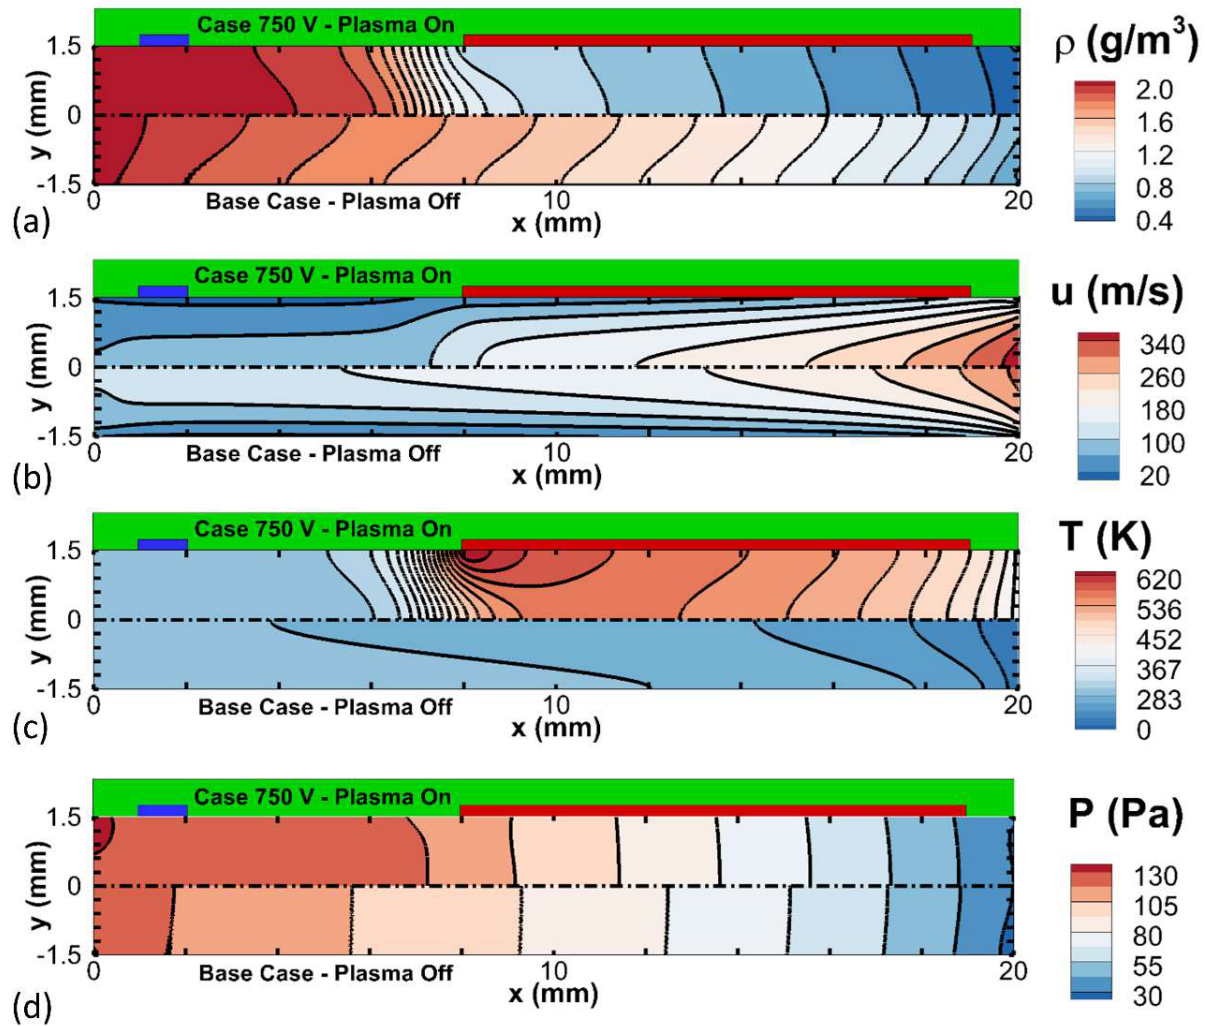 Case 750 V - Plasma On
1.5
0
-1.5
y (mm)
0
10
20
Base Case - Plasma Off
x (mm)
(a)
ρ (g/m³)
2.0
1.6
1.2
0.8
0.4
Case 750 V - Plasma On
1.5
0
-1.5
y (mm)
0
10
20
Base Case - Plasma Off
x (mm)
(b)
u (m/s)
340
260
180
100
20
Case 750 V - Plasma On
1.5
0
-1.5
y (mm)
0
10
20
Base Case - Plasma Off
x (mm)
(c)
T (K)
620
536
452
367
283
0
Case 750 V - Plasma On
1.5
0
-1.5
y (mm)
0
10
20
Base Case - Plasma Off
x (mm)
(d)
P (Pa)
130
105
80
55
30